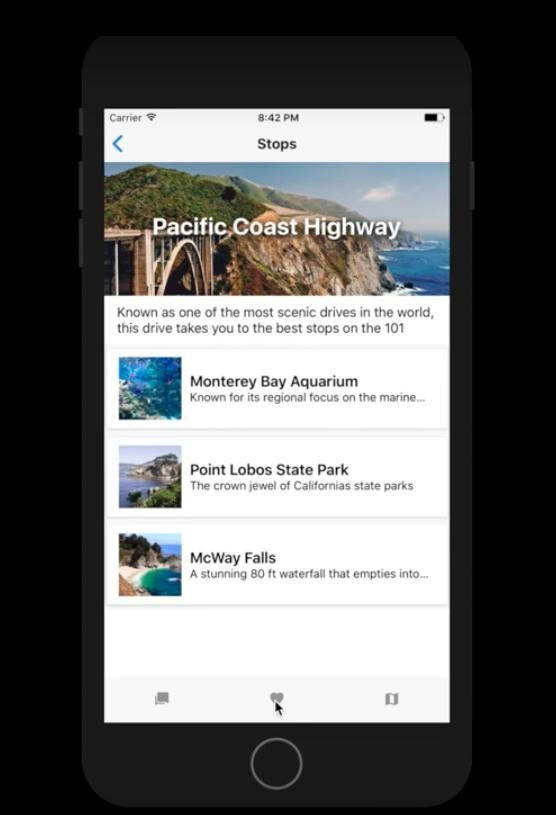 Carrier
8:42 PM
Stops
Pacific Coast Highway
Known as one of the most scenic drives in the world,
this drive takes you to the best stops on the 101
Monterey Bay Aquarium
Known for its regional focus on the marine...
Point Lobos State Park
The crown jewel of Californias state parks
McWay Falls
A stunning 80 ft waterfall that empties into...